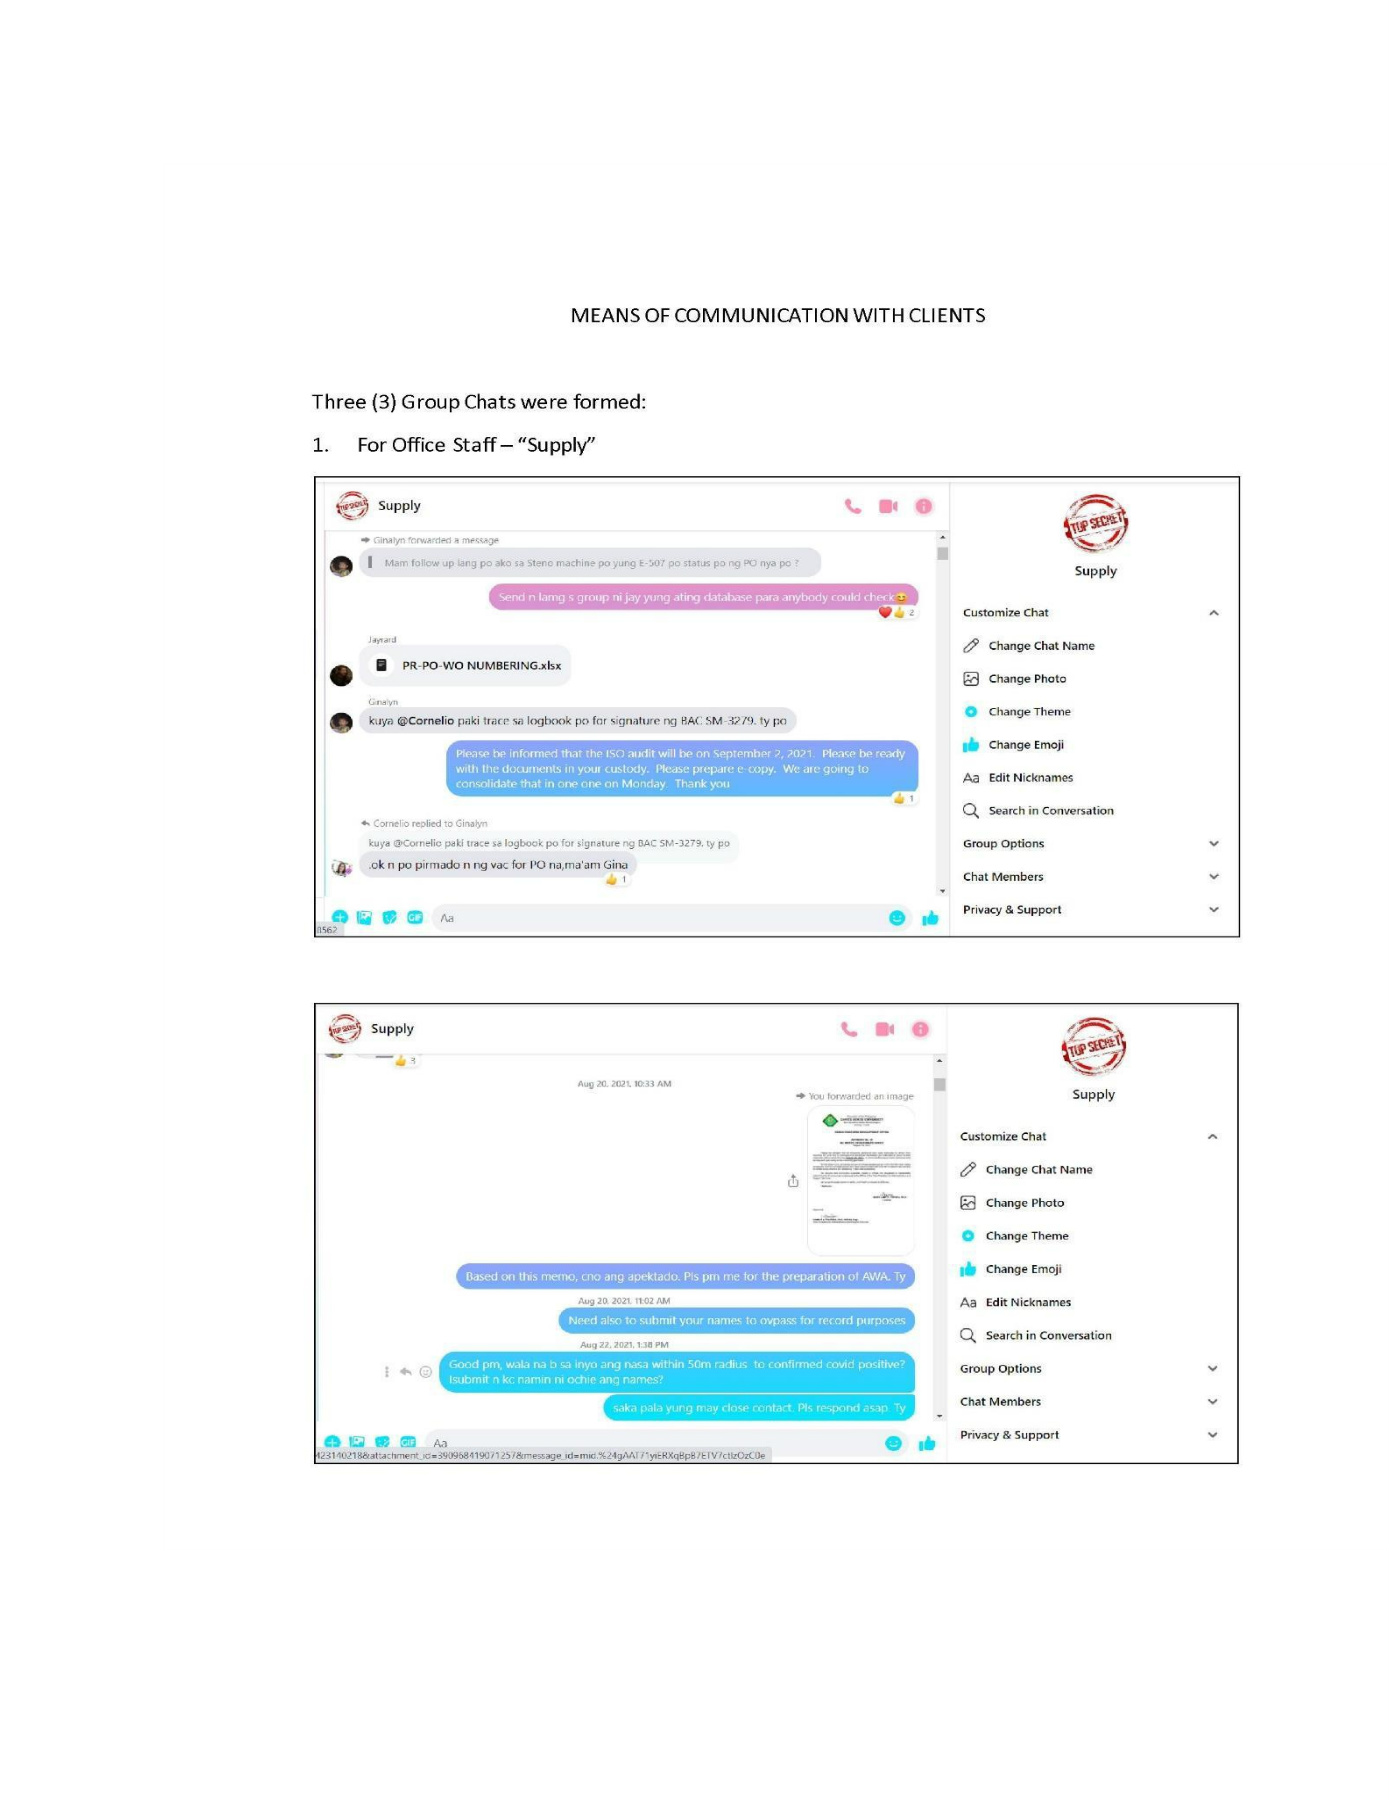 MEANS OF COMMUNICATION WITH CLIENTS
Three (3) Group Chats were formed:
1. For Office Staff – “Supply”
TOP SECRET
Supply
Ginalyn forwarded a message
Mam follow up lang po ako sa Steno machine po yung E-507 po status po ng PO nya po ?
Send n lamg s group ni jay yung ating database para anybody could check
2
Jayrard
PR-PO-WO NUMBERING.xlsx
Ginalyn
kuya @Cornelio paki trace sa logbook po for signature ng BAC SM-3279. ty po
Please be informed that the ISO audit will be on September 2, 2021. Please be ready
with the documents in your custody. Please prepare e-copy. We are going to
consolidate that in one one on Monday. Thank you
1
Cornelio replied to Ginalyn
kuya @Cornelio paki trace sa logbook po for signature ng BAC SM-3279. ty po
.ok n po pirmado n ng vac for PO na,ma'am Gina
1
GIF
Aa
8562
TOP SECRET
Supply
Customize Chat
Change Chat Name
Change Photo
Change Theme
Change Emoji
Aa Edit Nicknames
Search in Conversation
Group Options
Chat Members
Privacy & Support
TOP SECRET
Supply
3
Aug 20, 2021, 10:33 AM
You forwarded an image
Based on this memo, cno ang apektado. Pls pm me for the preparation of AWA. Ty
Aug 20, 2021, 11:02 AM
Need also to submit your names to ovpass for record purposes
Aug 22, 2021, 1:38 PM
Good pm, wala na b sa inyo ang nasa within 50m radius to confirmed covid positive?
Isubmit n kc namin ni ochie ang names?
saka pala yung may close contact. Pls respond asap. Ty
GIF
Aa
TOP SECRET
Supply
Customize Chat
Change Chat Name
Change Photo
Change Theme
Change Emoji
Aa Edit Nicknames
Search in Conversation
Group Options
Chat Members
Privacy & Support